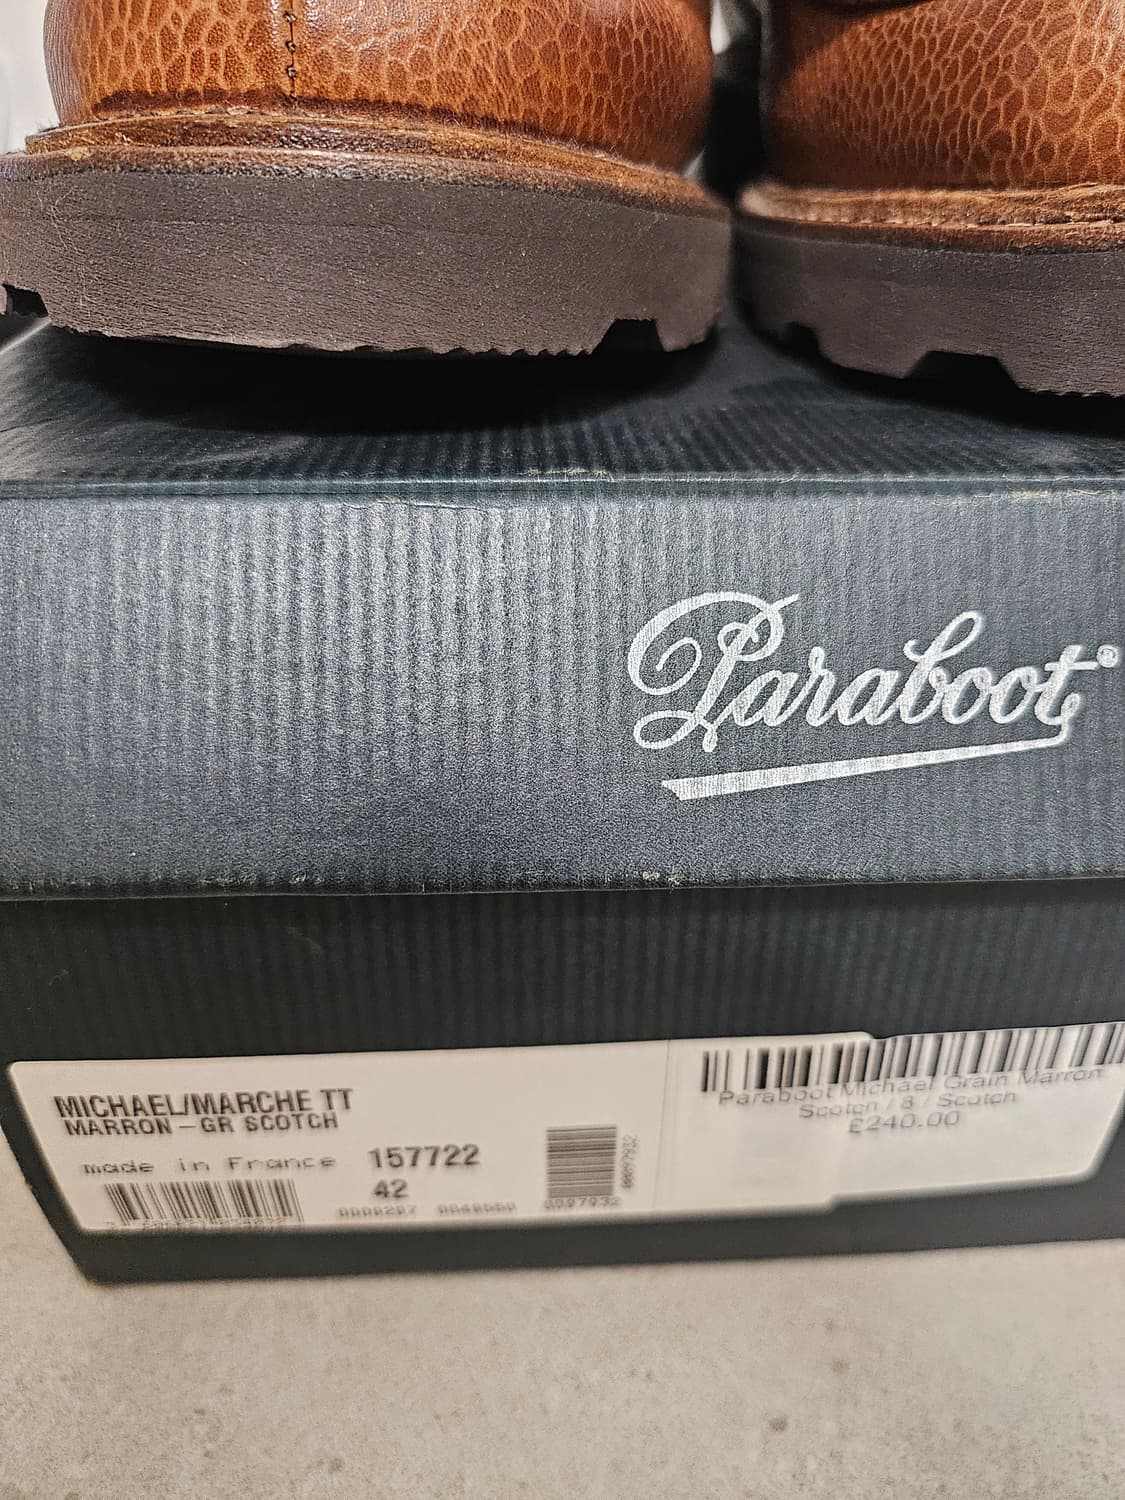 Paraboot®
MICHAEL/MARCHE TT
MARRON-GR SCOTCH
made in France 157722
42
0097932
Paraboot Michael Grain Marron
Scotch / 8 / Scotch
£240.00